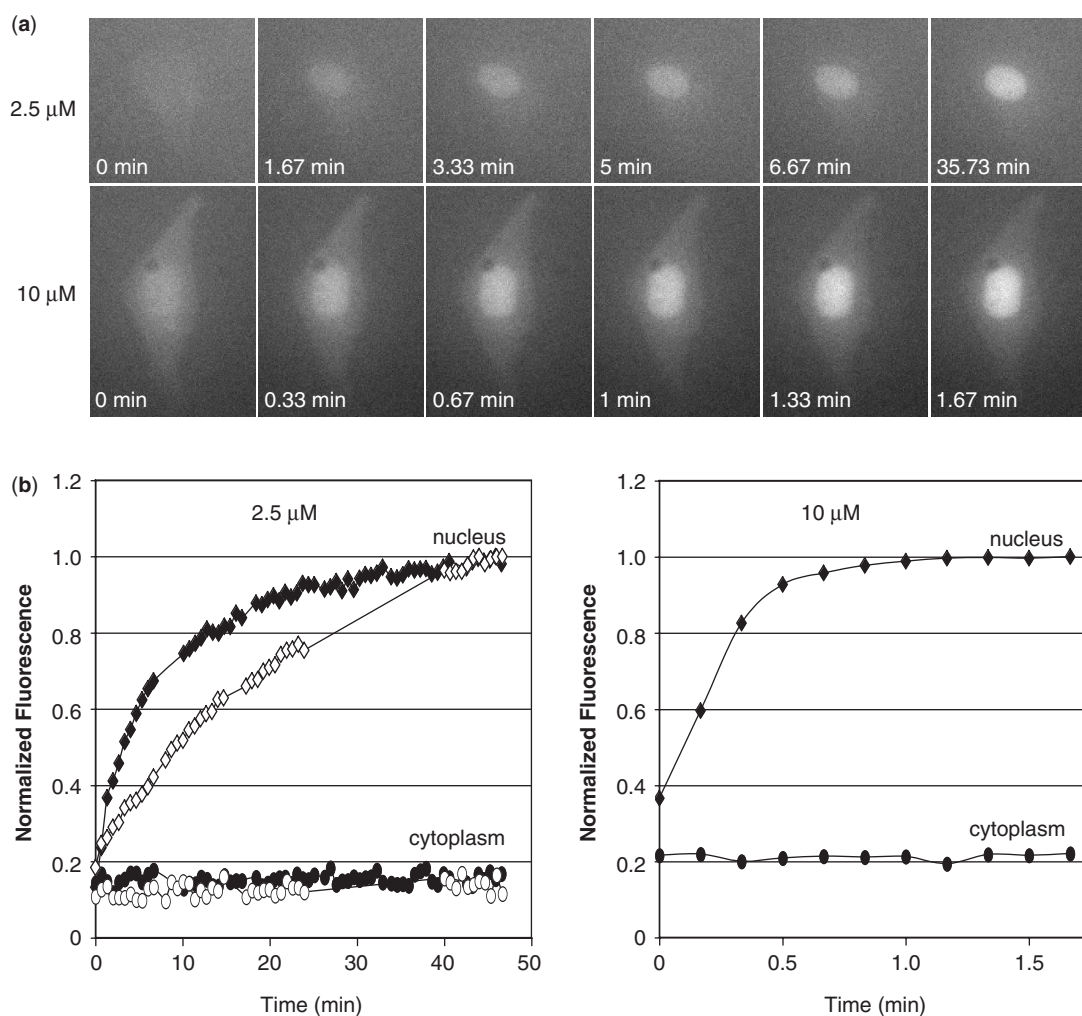 (a)
2.5 μM
0 min
1.67 min
3.33 min
5 min
6.67 min
35.73 min
10 μM
0 min
0.33 min
0.67 min
1 min
1.33 min
1.67 min
(b)
Normalized Fluorescence
1.2
1.0
0.8
0.6
0.4
0.2
0
2.5 μM
nucleus
cytoplasm
0 10 20 30 40 50
Time (min)
Normalized Fluorescence
1.2
1.0
0.8
0.6
0.4
0.2
0
10 μM
nucleus
cytoplasm
0 0.5 1.0 1.5
Time (min)